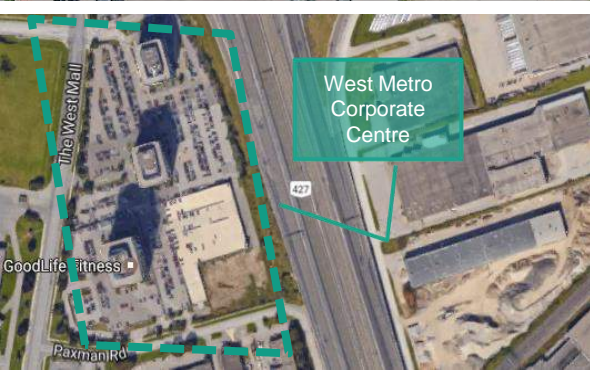 West Metro
Corporate
Centre
The West Mall
427
GoodLife Fitness
Paxman Rd